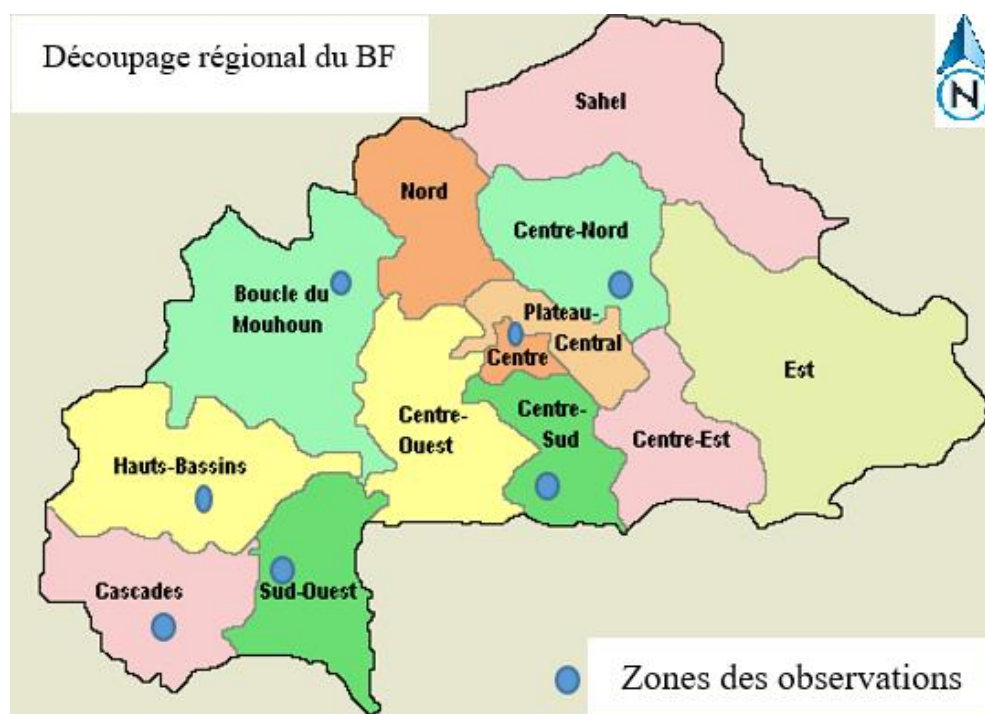 Découpage régional du BF
N
Sahel
Nord
Centre-Nord
Boucle du
Mouhoun
Plateau-
Central
Centre
Est
Centre-
Ouest
Centre-
Sud
Centre-Est
Hauts-Bassins
Cascades
Sud-Ouest
Zones des observations